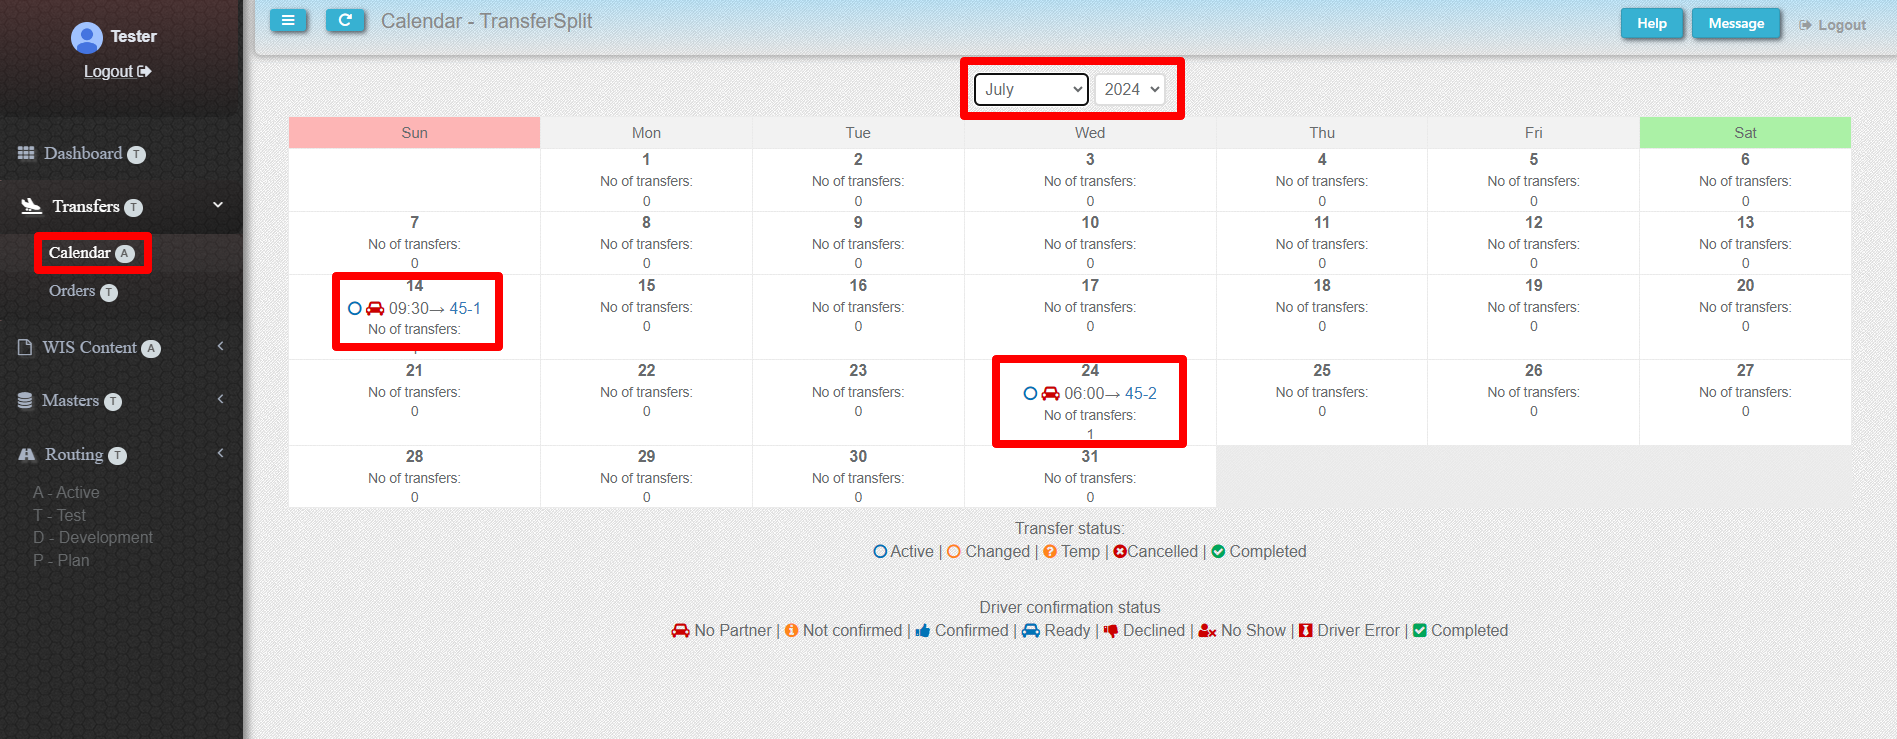 Calendar - TransferSplit
Help
Message
Logout
Tester
Logout
Dashboard T
Transfers T
Calendar A
Orders T
WIS Content A
Masters T
Routing T
A - Active
T - Test
D - Development
P - Plan
July
2024
Sun Mon Tue Wed Thu Fri Sat
1 2 3 4 5 6
No of transfers: No of transfers: No of transfers: No of transfers: No of transfers: No of transfers:
0 0 0 0 0 0
7 8 9 10 11 12 13
No of transfers: No of transfers: No of transfers: No of transfers: No of transfers: No of transfers: No of transfers:
0 0 0 0 0 0 0
14 15 16 17 18 19 20
09:30→ 45-1 No of transfers: No of transfers: No of transfers: No of transfers: No of transfers: No of transfers:
No of transfers: 0 0 0 0 0 0
21 22 23 24 25 26 27
No of transfers: No of transfers: No of transfers: 06:00→ 45-2 No of transfers: No of transfers: No of transfers:
0 0 0 No of transfers: 0 0 0
1
28 29 30 31
No of transfers: No of transfers: No of transfers: No of transfers:
0 0 0 0
Transfer status:
Active | Changed | Temp | Cancelled | Completed
Driver confirmation status
No Partner | Not confirmed | Confirmed | Ready | Declined | No Show | Driver Error | Completed